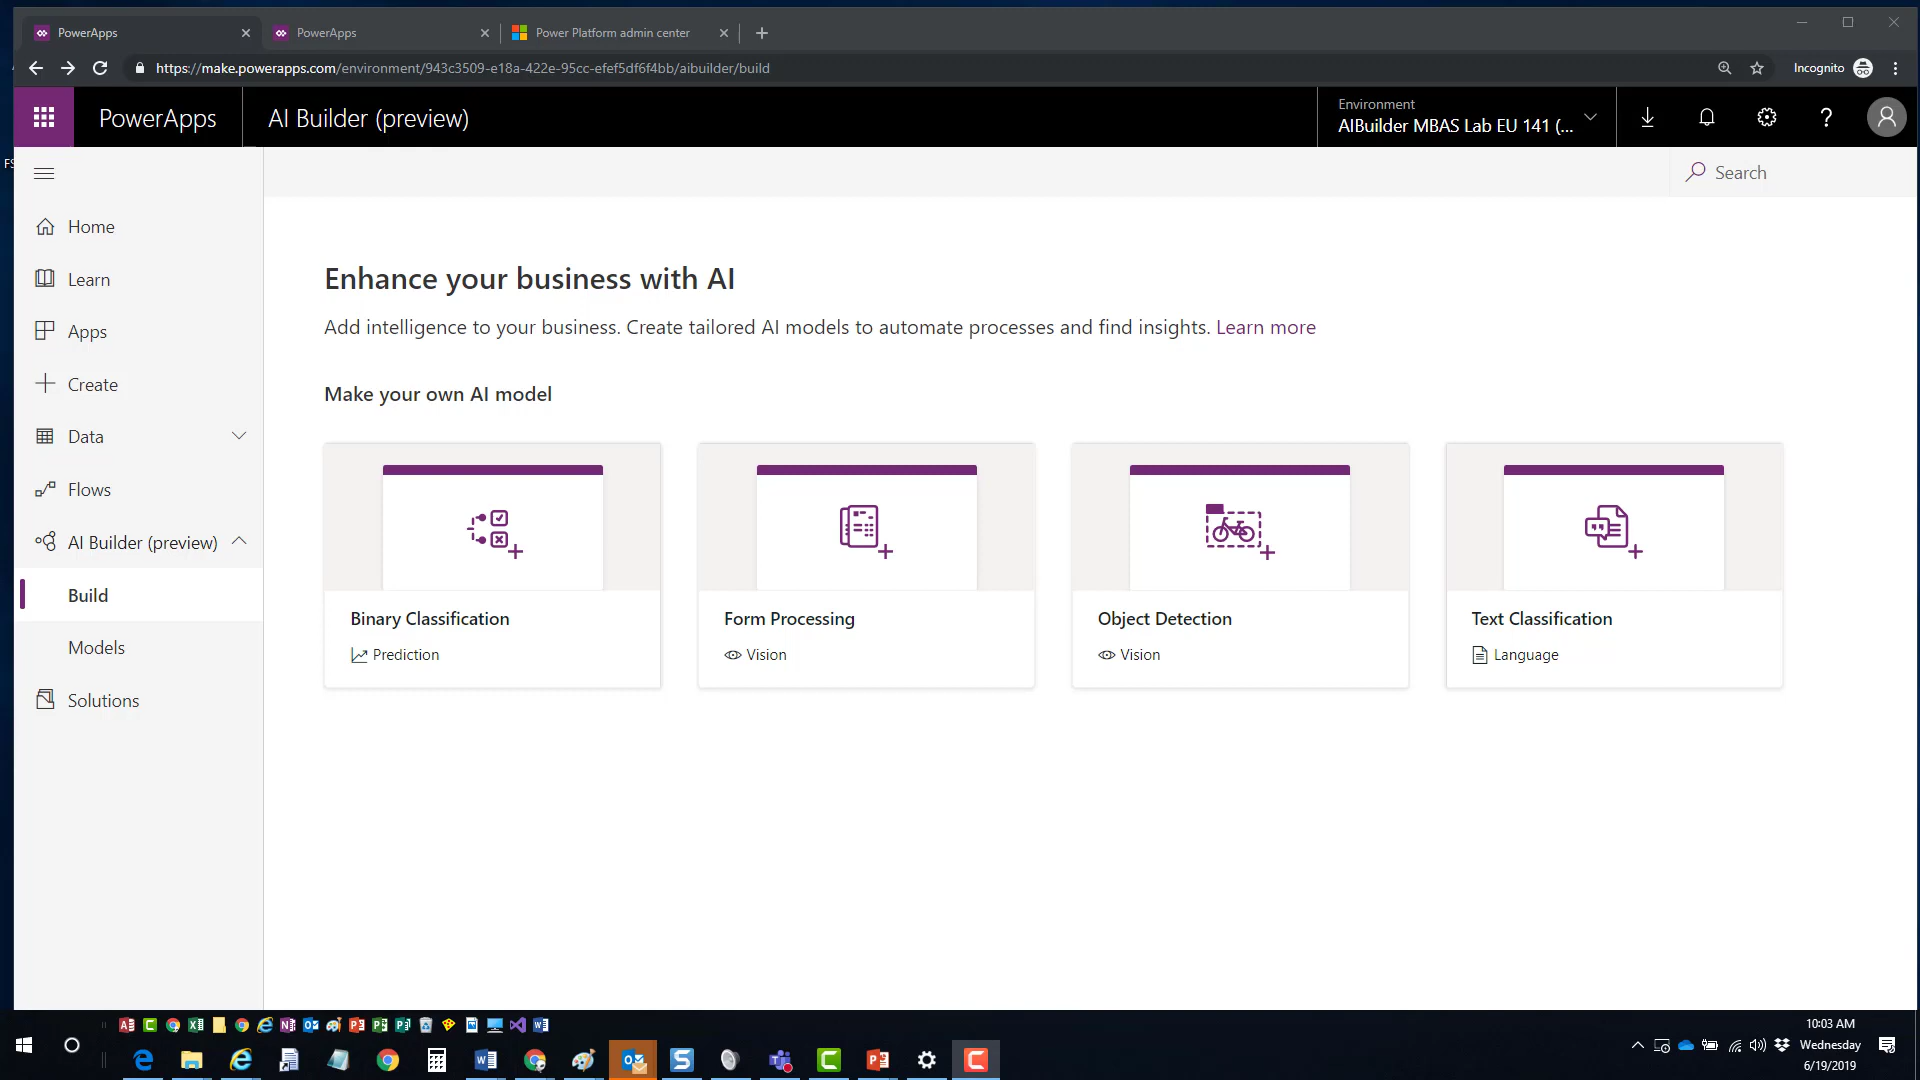 PowerApps
PowerApps
Power Platform admin center
https://make.powerapps.com/environment/943c3509-e18a-422e-95cc-efef5df6f4bb/aibuilder/build
Incognito
PowerApps
AI Builder (preview)
Environment
AIBuilder MBAS Lab EU 141 (...
FS
Search
Home
Learn
Apps
Create
Data
Flows
AI Builder (preview)
Build
Models
Solutions
Enhance your business with AI
Add intelligence to your business. Create tailored AI models to automate processes and find insights. Learn more
Make your own AI model
Binary Classification
Prediction
Form Processing
Vision
Object Detection
Vision
Text Classification
Language
10:03 AM
Wednesday
6/19/2019